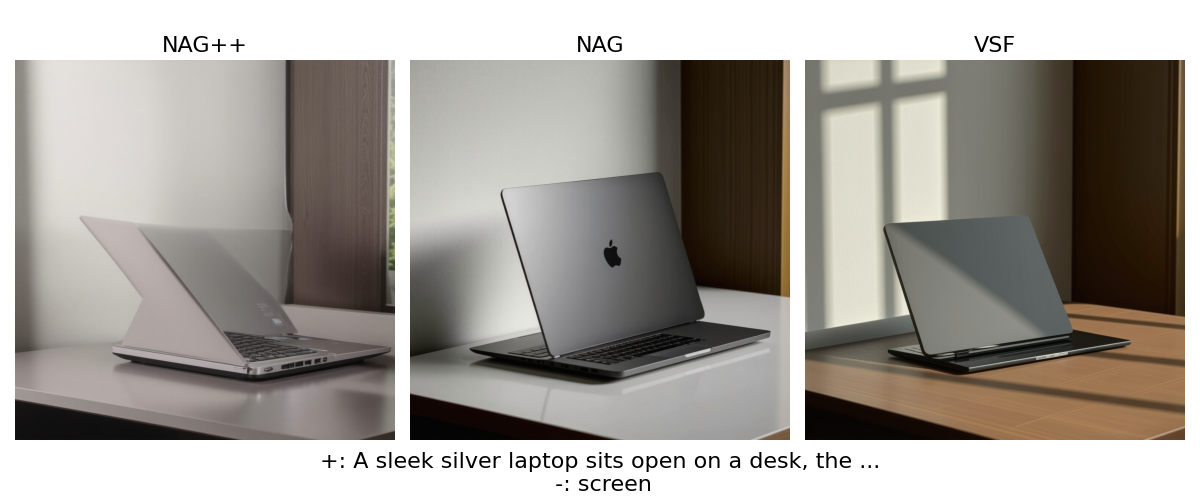 NAG++
NAG
VSF
+: A sleek silver laptop sits open on a desk, the ...
-: screen